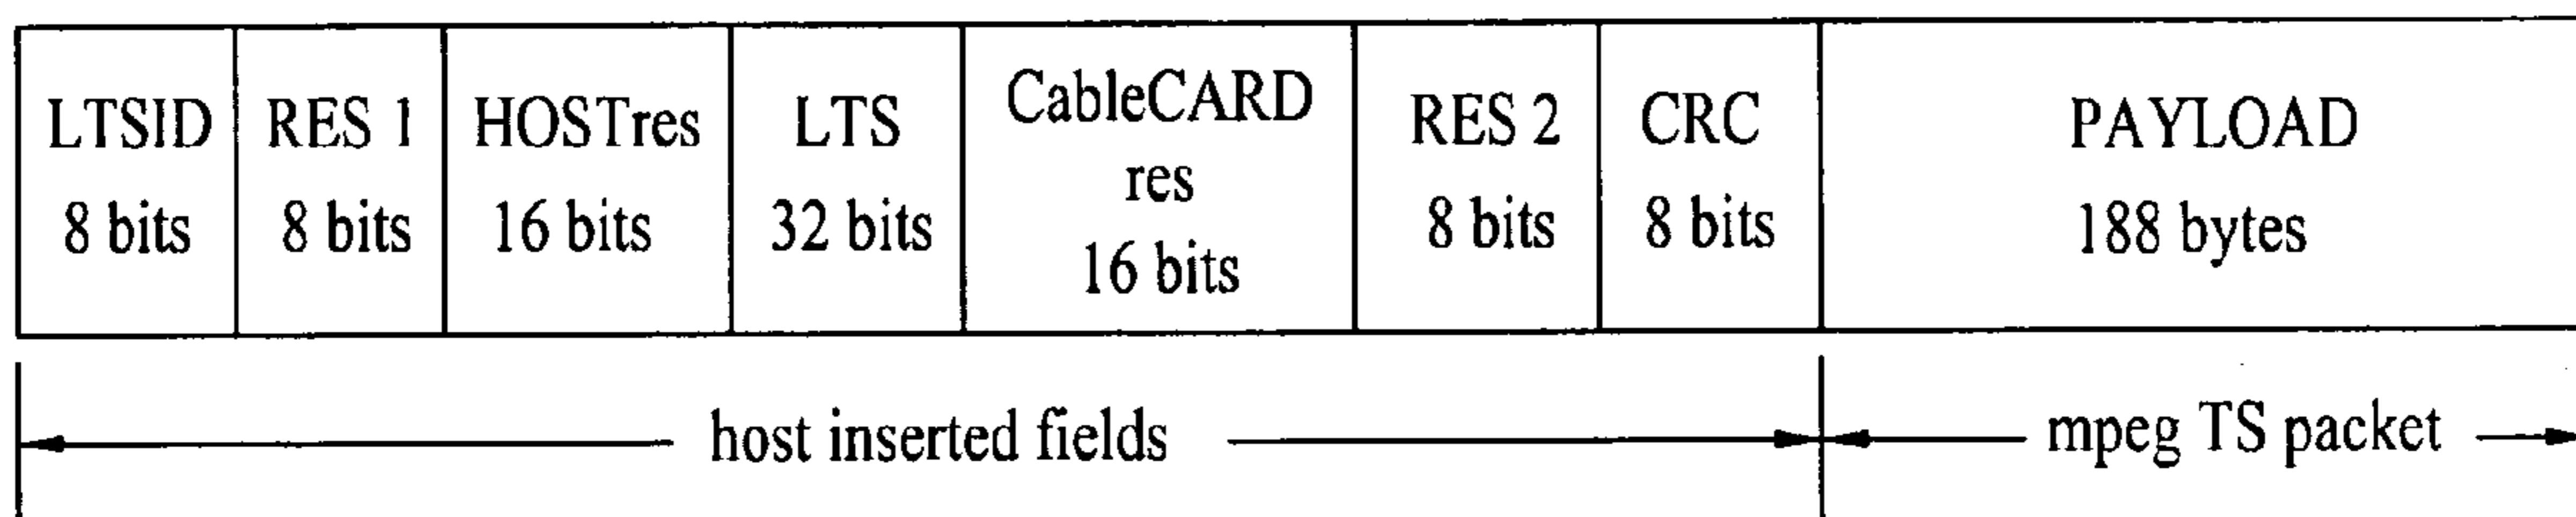 LTSID
8 bits
RES 1
8 bits
HOSTres
16 bits
LTS
32 bits
CableCARD
res
16 bits
RES 2
8 bits
CRC
8 bits
PAYLOAD
188 bytes
host inserted fields
mpeg TS packet